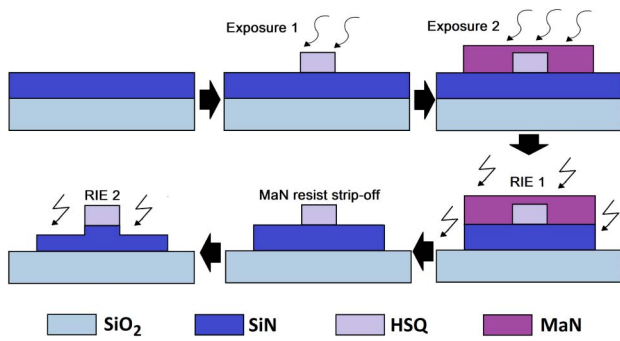 Exposure 1
Exposure 2
RIE 2
MaN resist strip-off
RIE 1
SiO2
SiN
HSQ
MaN